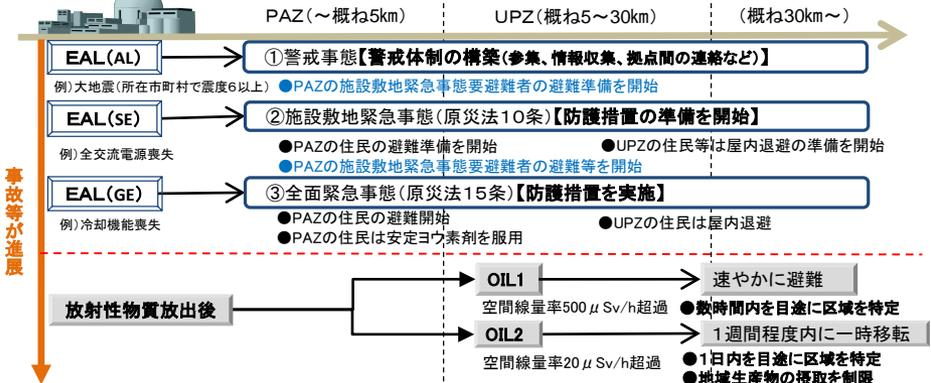 PAZ(～概ね5km) UPZ(概ね5～30km) (概ね30km～)
EAL(AL) ①警戒事態【警戒体制の構築(参集、情報収集、拠点間の連絡など)】
例)大地震(所在市町村で震度6以上) ●PAZの施設敷地緊急事態要避難者の避難準備を開始
EAL(SE) ②施設敷地緊急事態(原災法10条)【防護措置の準備を開始】
例)全交流電源喪失 ●PAZの住民の避難準備を開始 ●UPZの住民等は屋内退避の準備を開始
●PAZの施設敷地緊急事態要避難者の避難等を開始
EAL(GE) ③全面緊急事態(原災法15条)【防護措置を実施】
例)冷却機能喪失 ●PAZの住民の避難開始 ●UPZの住民は屋内退避
●PAZの住民は安定ヨウ素剤を服用
事故等が進展
放射性物質放出後
OIL1 速やかに避難
空間線量率500μSv/h超過 ●数時間内を目途に区域を特定
OIL2 1週間程度内に一時移転
空間線量率20μSv/h超過 ●1日内を目途に区域を特定
●地域生産物の摂取を制限